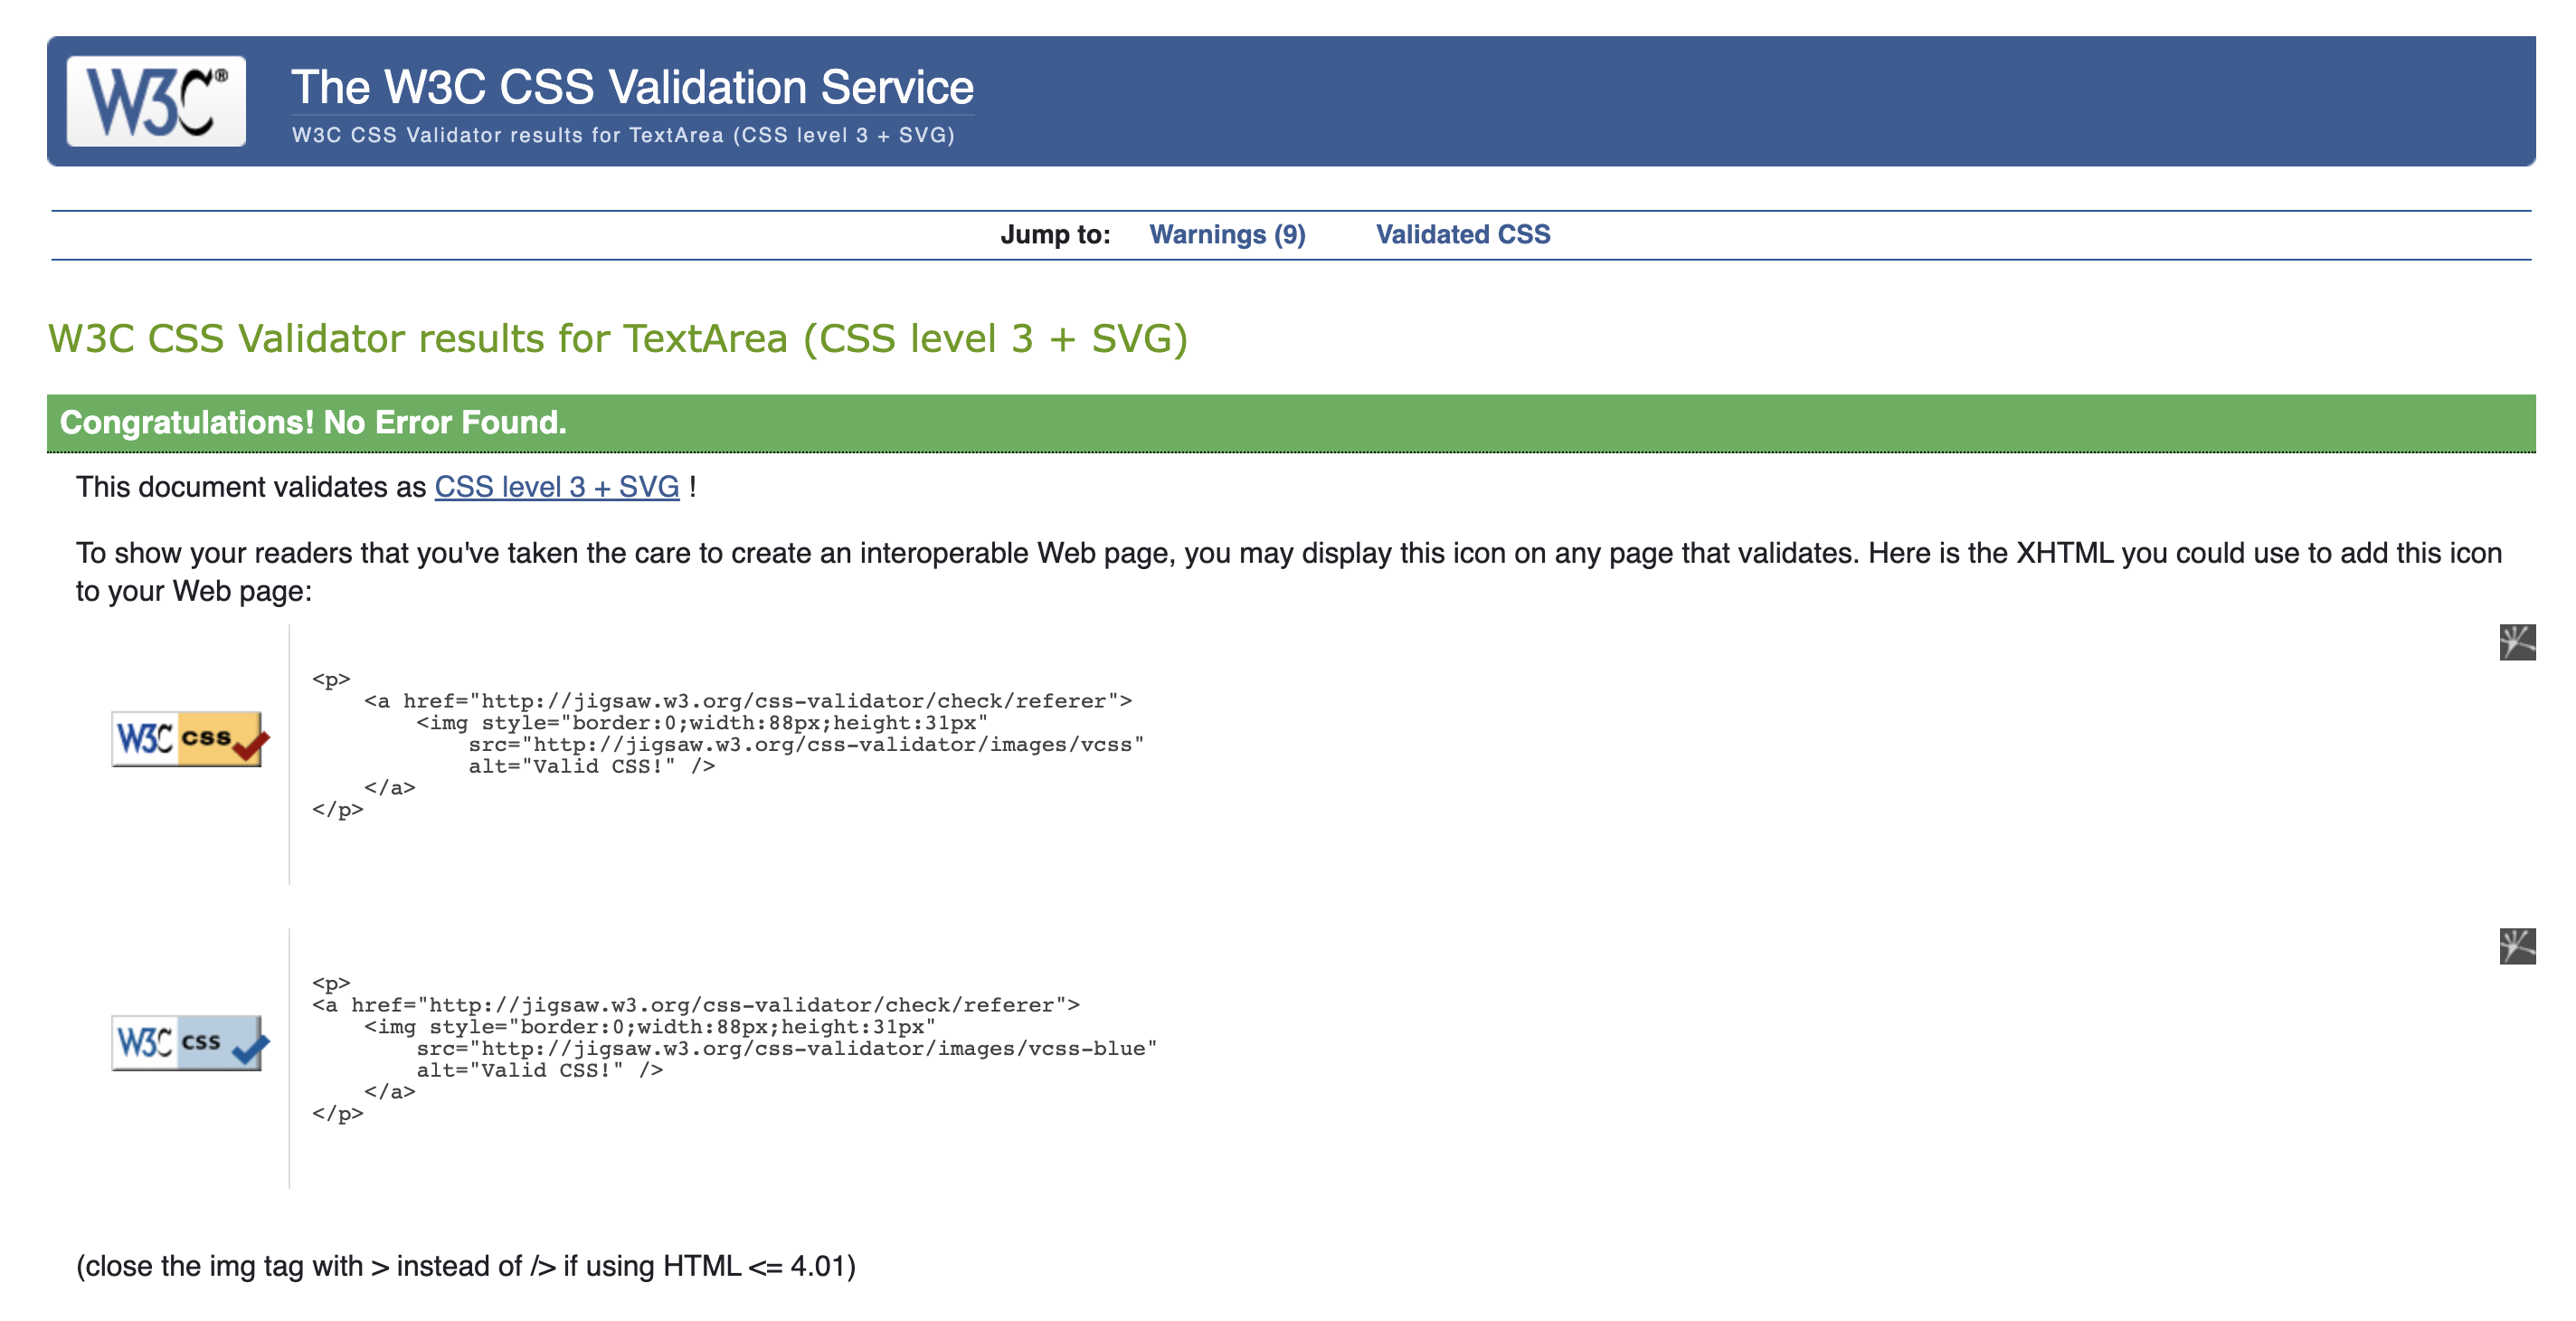 W3C®
The W3C CSS Validation Service
W3C CSS Validator results for TextArea (CSS level 3 + SVG)
Jump to: Warnings (9) Validated CSS
W3C CSS Validator results for TextArea (CSS level 3 + SVG)
Congratulations! No Error Found.
This document validates as CSS level 3 + SVG !
To show your readers that you've taken the care to create an interoperable Web page, you may display this icon on any page that validates. Here is the XHTML you could use to add this icon
to your Web page:
W3C css
<p>
    <a href="http://jigsaw.w3.org/css-validator/check/referer">
        <img style="border:0;width:88px;height:31px"
            src="http://jigsaw.w3.org/css-validator/images/vcss"
            alt="Valid CSS!" />
    </a>
</p>
W3C css
<p>
<a href="http://jigsaw.w3.org/css-validator/check/referer">
    <img style="border:0;width:88px;height:31px"
        src="http://jigsaw.w3.org/css-validator/images/vcss-blue"
        alt="Valid CSS!" />
    </a>
</p>
(close the img tag with > instead of /> if using HTML <= 4.01)